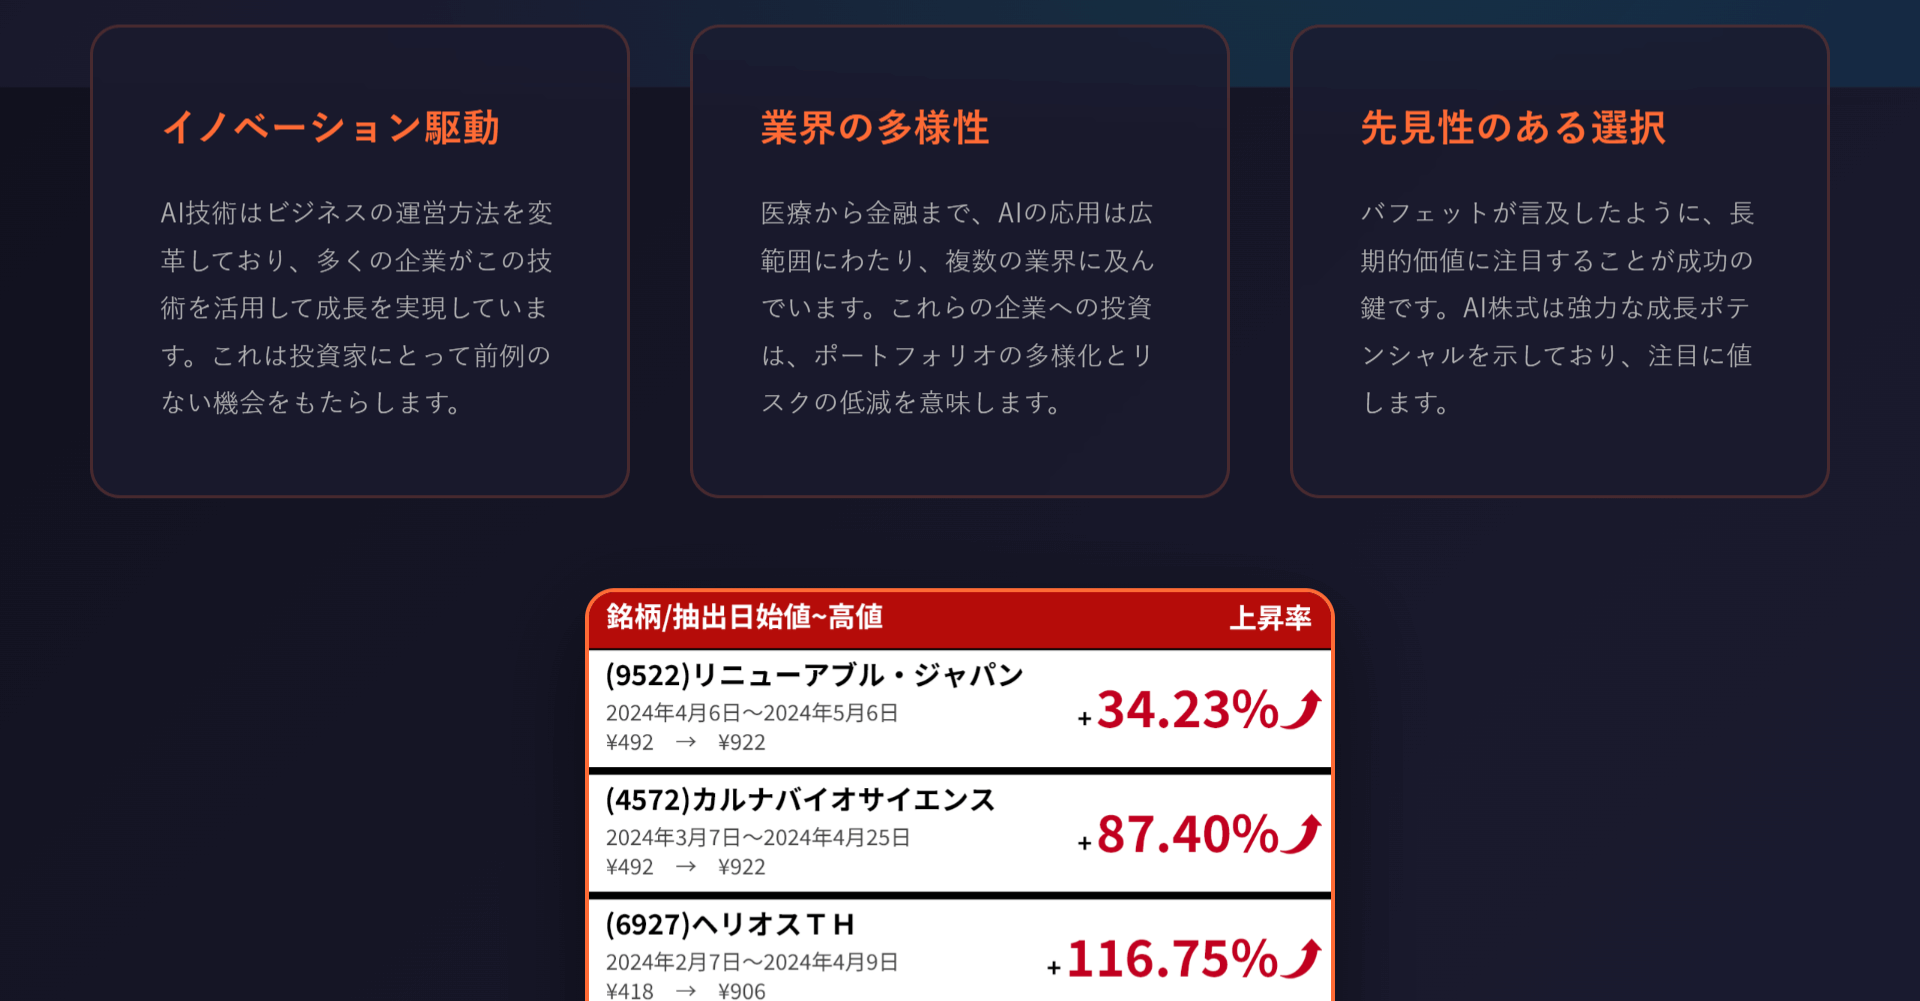 イノベーション駆動
AI技術はビジネスの運営方法を変
革しており、多くの企業がこの技
術を活用して成長を実現していま
す。これは投資家にとって前例の
ない機会をもたらします。
業界の多様性
医療から金融まで、AIの応用は広
範囲にわたり、複数の業界に及ん
でいます。これらの企業への投資
は、ポートフォリオの多様化とリ
スクの低減を意味します。
先見性のある選択
バフェットが言及したように、長
期的価値に注目することが成功の
鍵です。AI株式は強力な成長ポテ
ンシャルを示しており、注目に値
します。
銘柄/抽出日始値~高値 上昇率
(9522)リニューアブル・ジャパン
2024年4月6日〜2024年5月6日
¥492 → ¥922
+34.23%
(4572)カルナバイオサイエンス
2024年3月7日〜2024年4月25日
¥492 → ¥922
+87.40%
(6927)ヘリオスＴＨ
2024年2月7日〜2024年4月9日
¥418 → ¥906
+116.75%